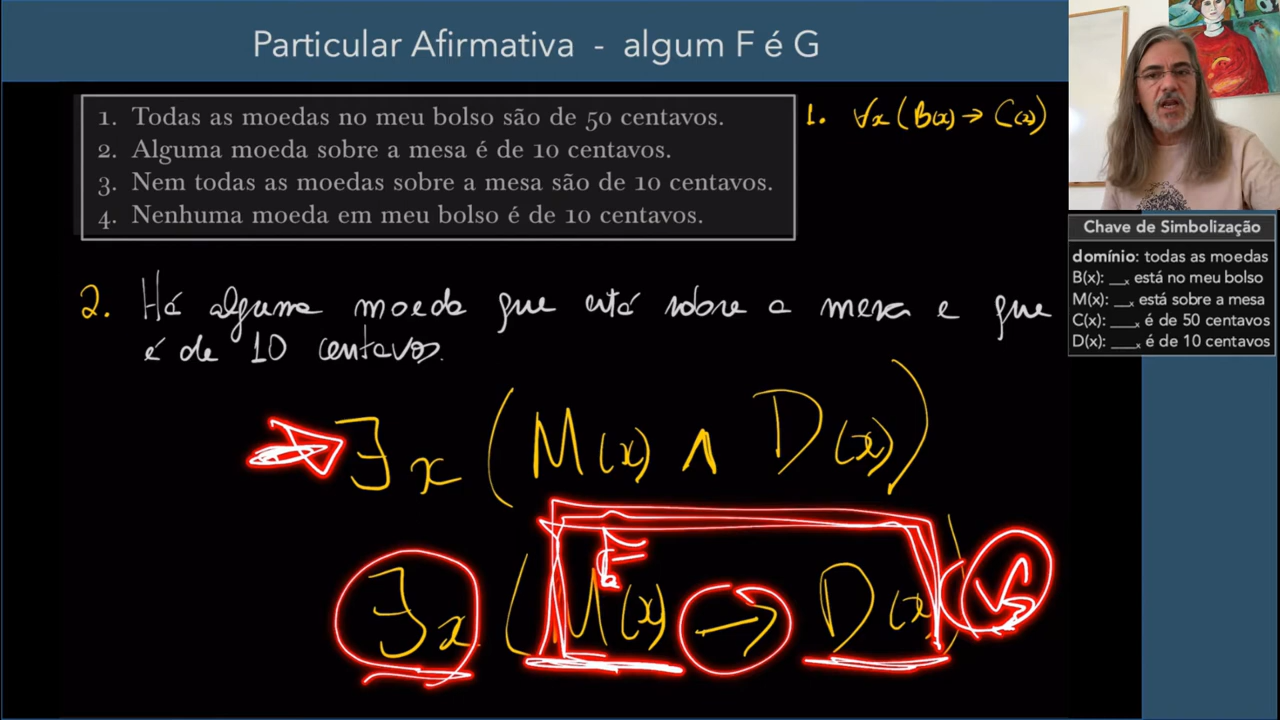 Particular Afirmativa - algum F é G
1. Todas as moedas no meu bolso são de 50 centavos.
2. Alguma moeda sobre a mesa é de 10 centavos.
3. Nem todas as moedas sobre a mesa são de 10 centavos.
4. Nenhuma moeda em meu bolso é de 10 centavos.
1. ∀x (B(x) → C(x))
Chave de Simbolização
domínio: todas as moedas
B(x): __x está no meu bolso
M(x): __x está sobre a mesa
C(x): ___x é de 50 centavos
D(x): ___x é de 10 centavos
2. Há alguma moeda que está sobre a mesa e que
é de 10 centavos.
∃x (M(x) ∧ D(x))
∃x (M(x) → D(x))
F